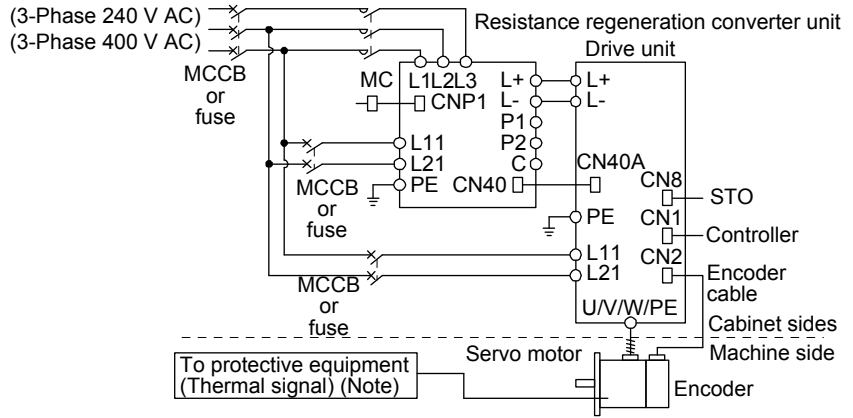 (3-Phase 240 V AC)
(3-Phase 400 V AC)
Resistance regeneration converter unit
Drive unit
MCCB
or
fuse
MC
L1L2L3
L+
L+
L-
L-
CNP1
P1
L11
P2
L21
C
CN40A
PE
CN40
CN8
STO
MCCB
or
fuse
PE
CN1
Controller
L11
CN2
L21
Encoder
cable
MCCB
or
fuse
U/V/W/PE
Cabinet sides
Machine side
Servo motor
To protective equipment
(Thermal signal) (Note)
Encoder